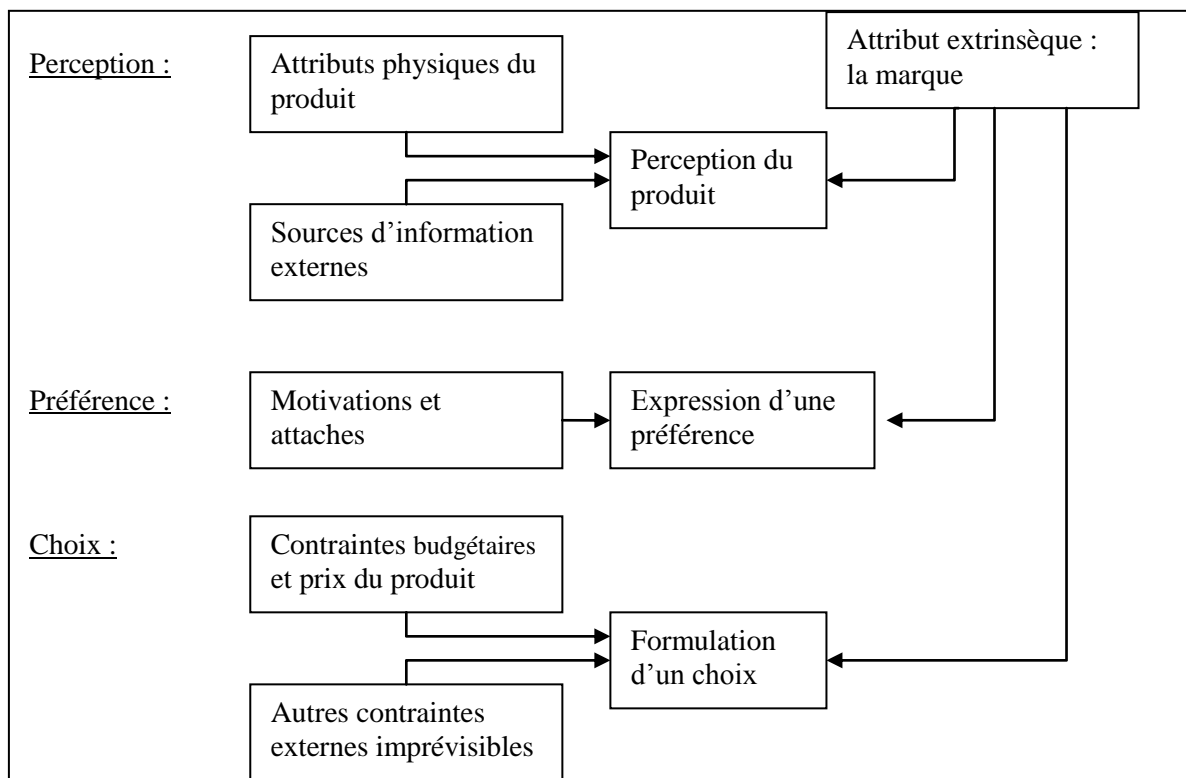 Perception :
Attributs physiques du
produit
Attribut extrinsèque :
la marque
Perception du
produit
Sources d’information
externes
Préférence :
Motivations et
attaches
Expression d’une
préférence
Choix :
Contraintes budgétaires
et prix du produit
Formulation
d’un choix
Autres contraintes
externes imprévisibles